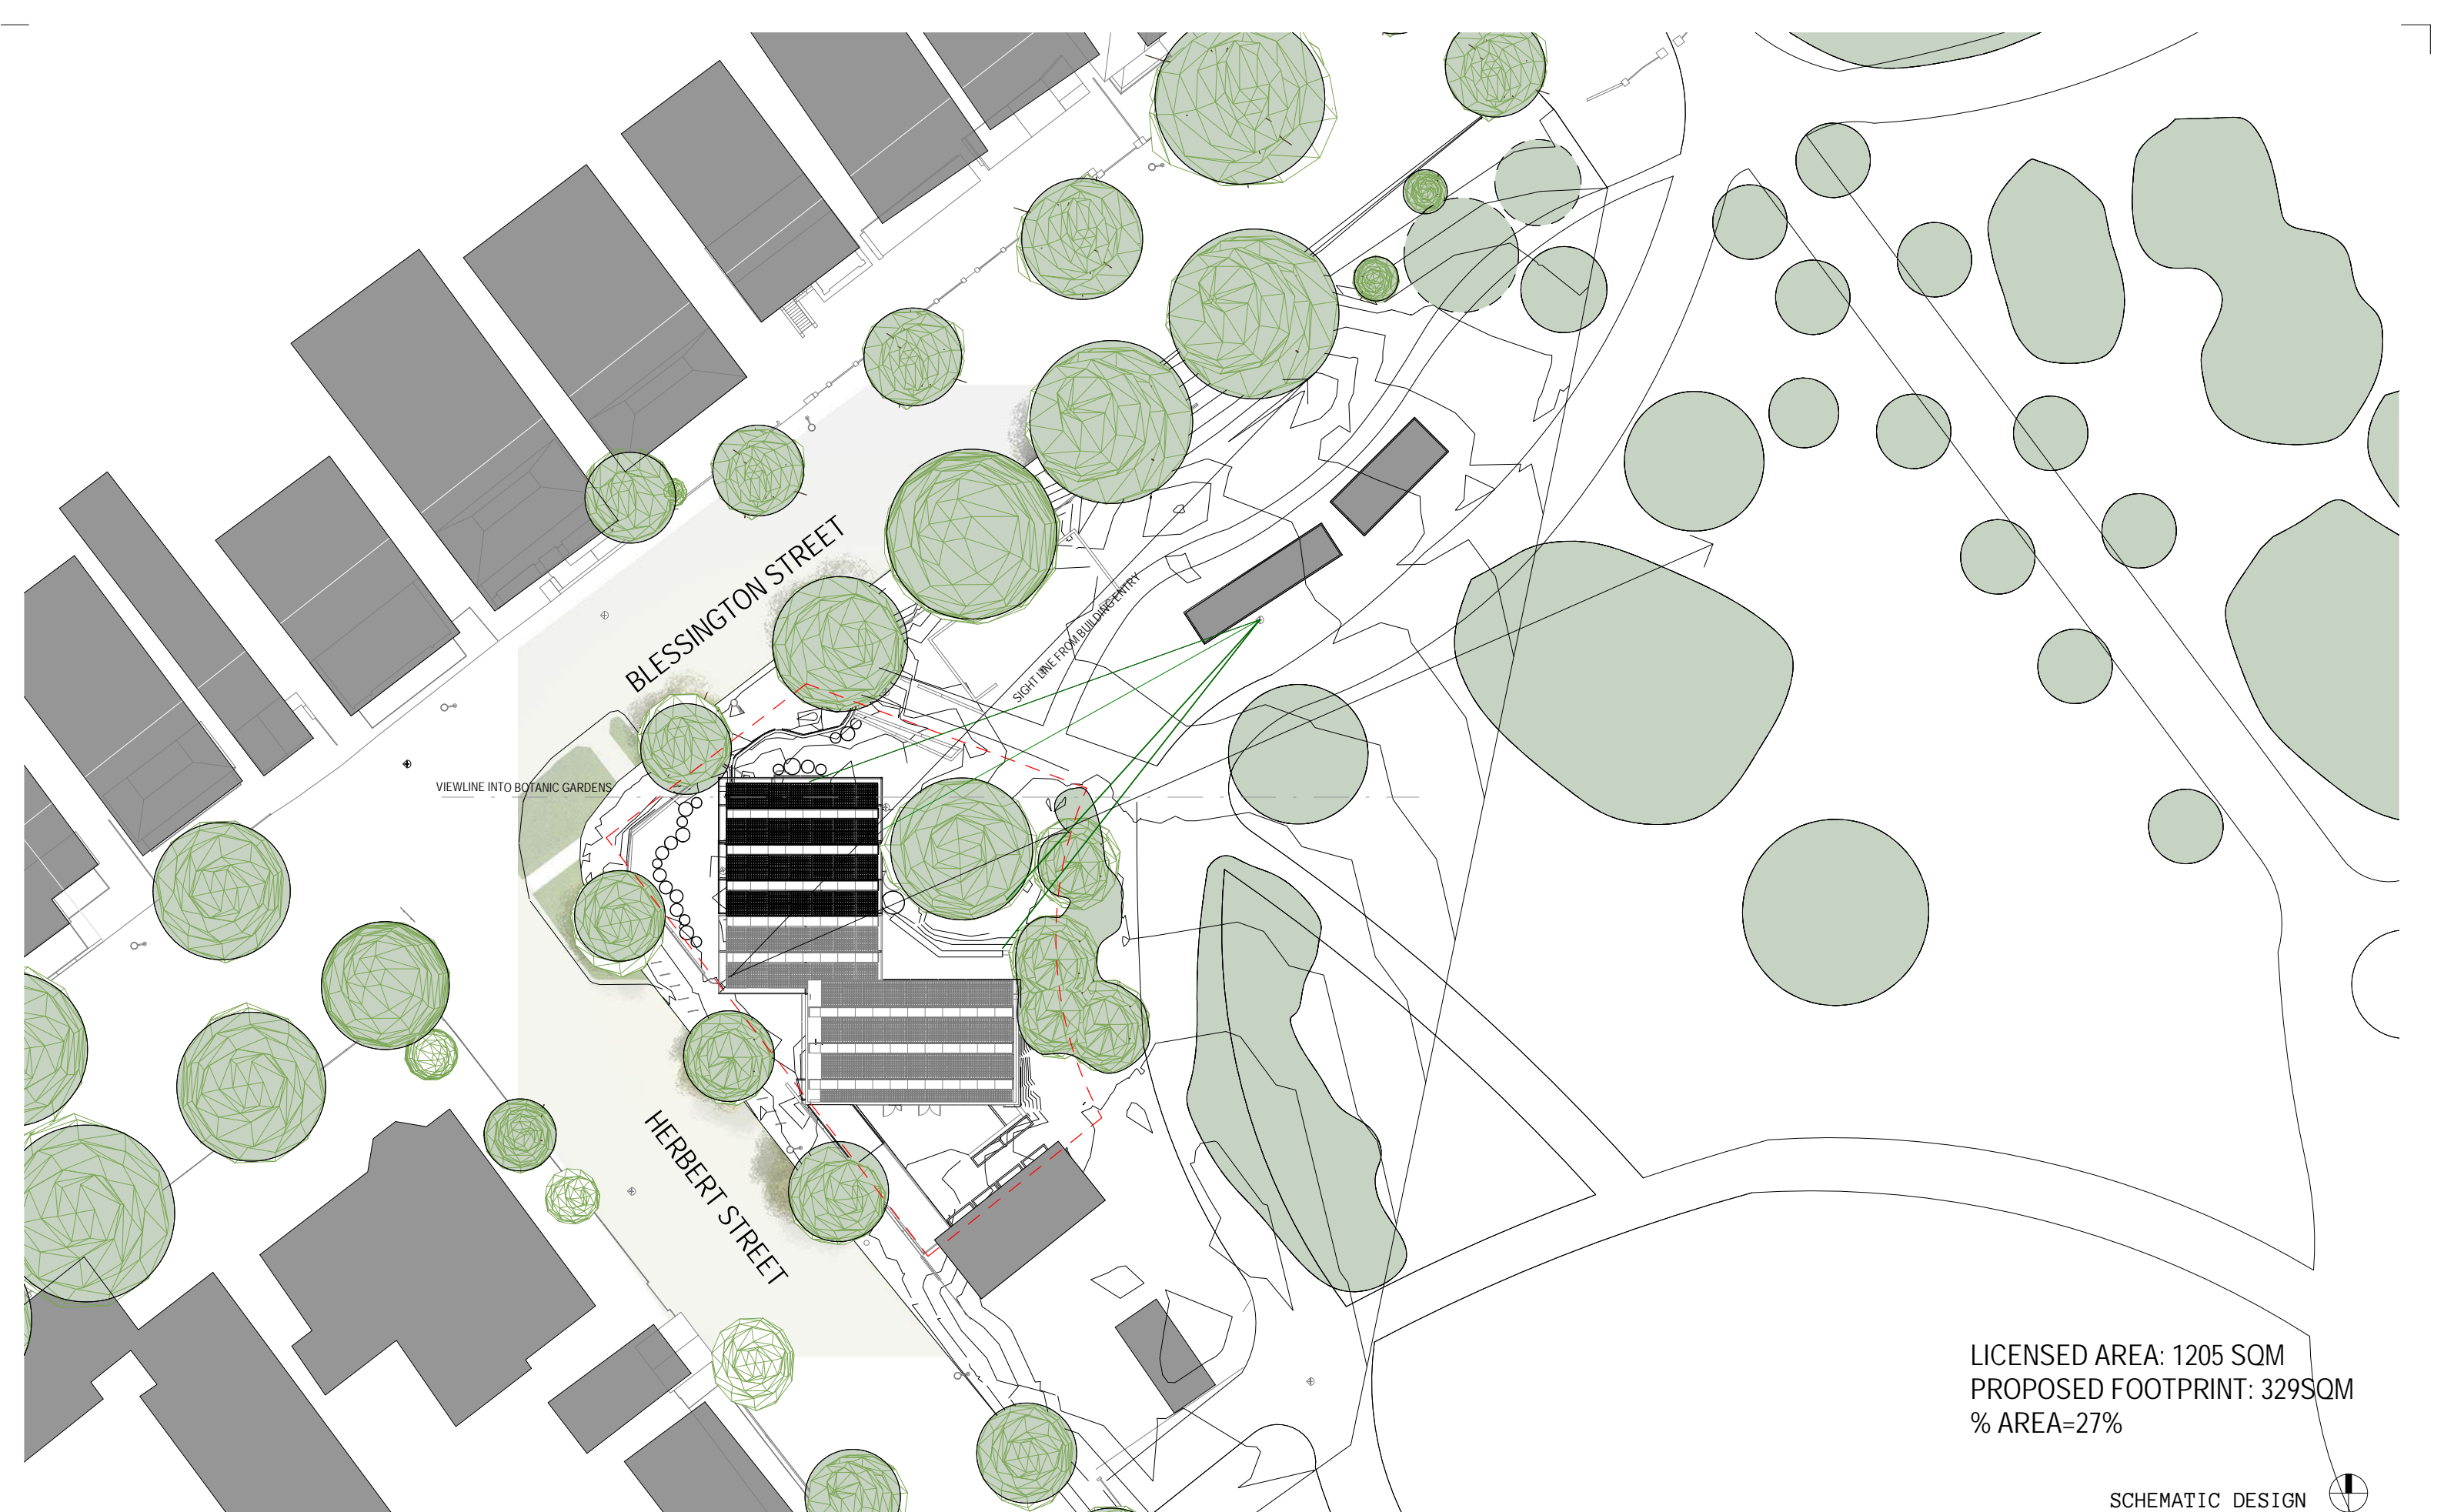 BLESSINGTON STREET
SIGHT LINE FROM BUILDING ENTRY
VIEWLINE INTO BOTANIC GARDENS
HERBERT STREET
LICENSED AREA: 1205 SQM
PROPOSED FOOTPRINT: 329SQM
% AREA=27%
SCHEMATIC DESIGN